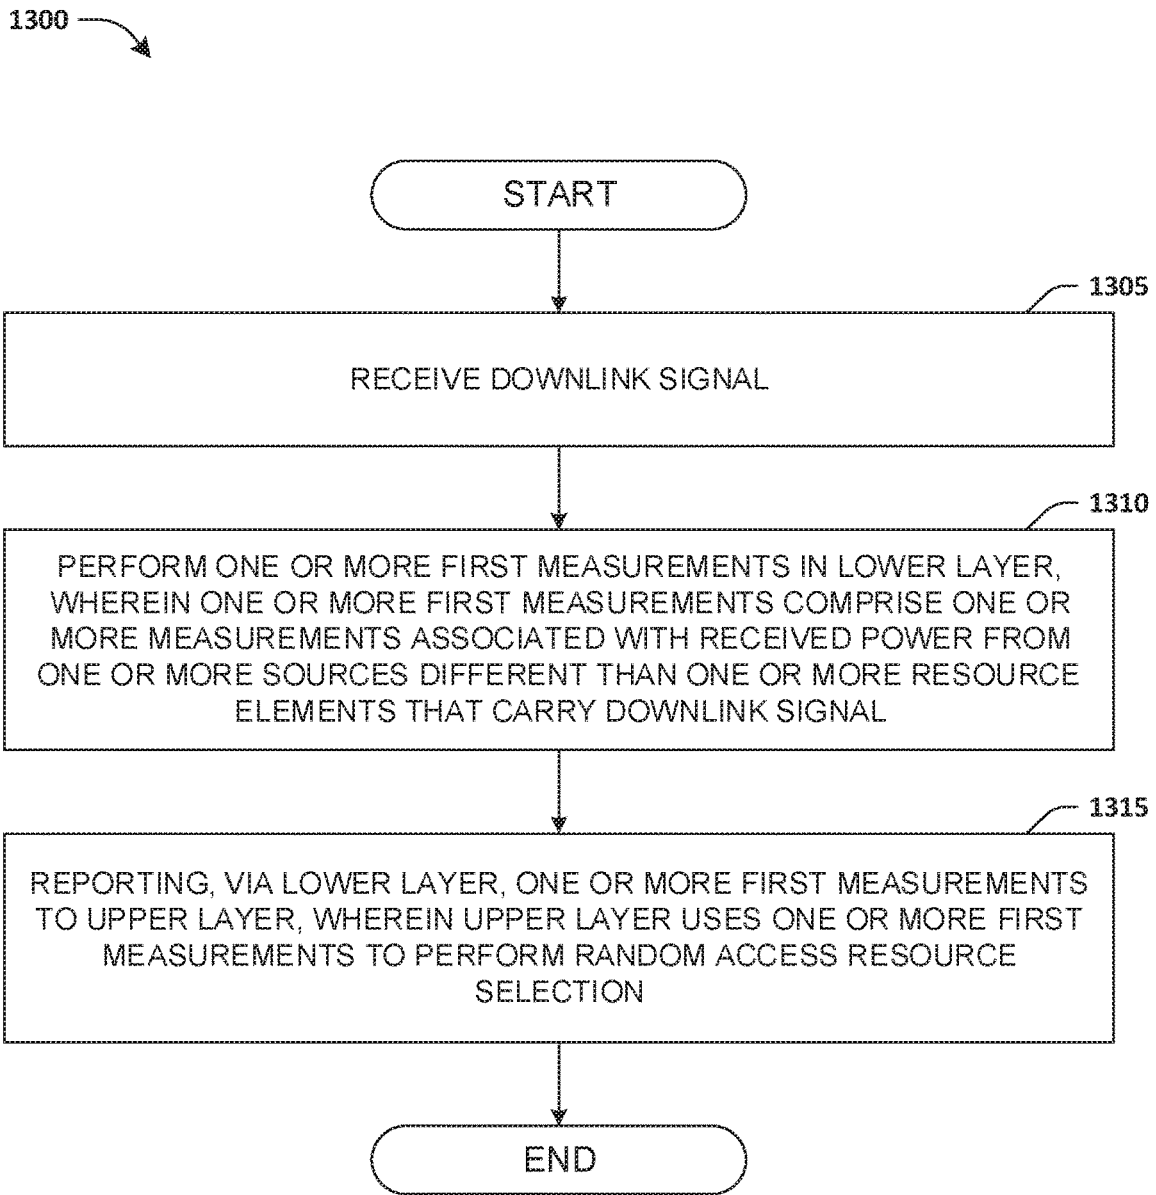 1300
START
1305
RECEIVE DOWNLINK SIGNAL
1310
PERFORM ONE OR MORE FIRST MEASUREMENTS IN LOWER LAYER,
WHEREIN ONE OR MORE FIRST MEASUREMENTS COMPRISE ONE OR
MORE MEASUREMENTS ASSOCIATED WITH RECEIVED POWER FROM
ONE OR MORE SOURCES DIFFERENT THAN ONE OR MORE RESOURCE
ELEMENTS THAT CARRY DOWNLINK SIGNAL
1315
REPORTING, VIA LOWER LAYER, ONE OR MORE FIRST MEASUREMENTS
TO UPPER LAYER, WHEREIN UPPER LAYER USES ONE OR MORE FIRST
MEASUREMENTS TO PERFORM RANDOM ACCESS RESOURCE
SELECTION
END